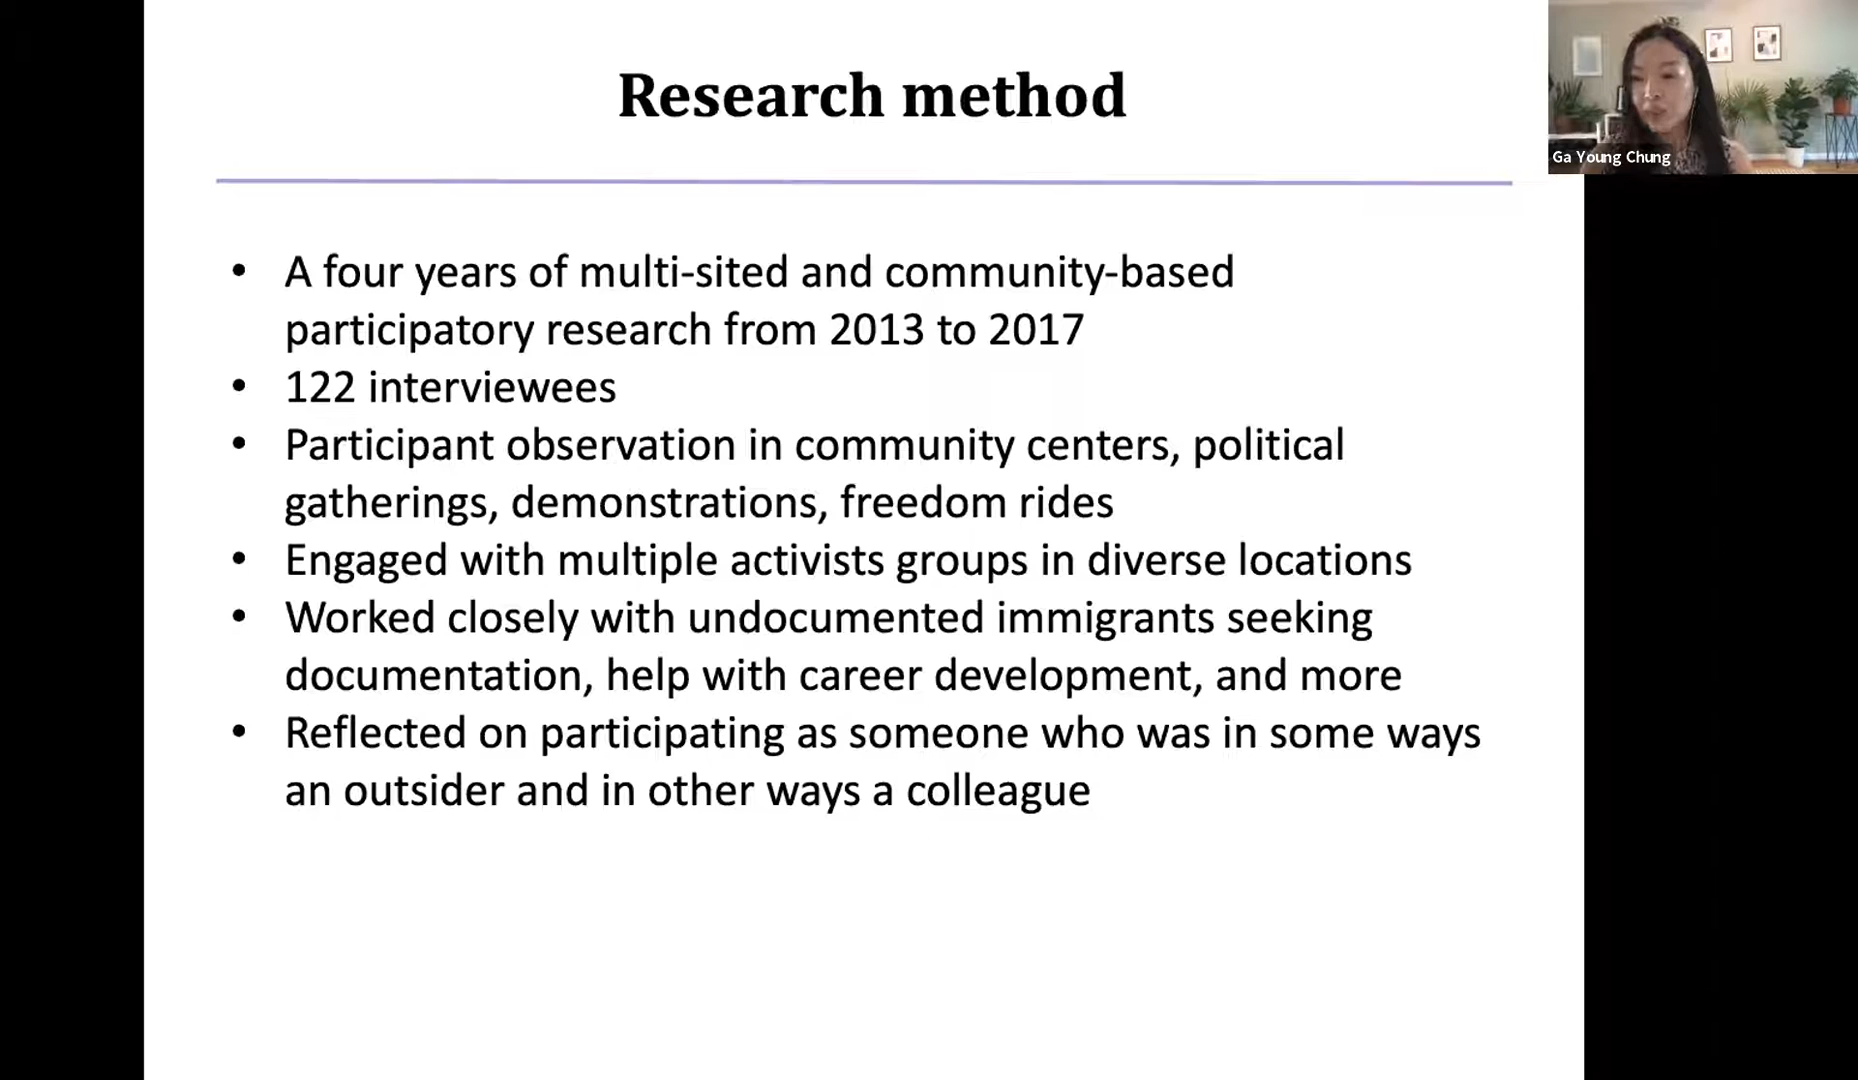 Research method
Ga Young Chung
• A four years of multi-sited and community-based
participatory research from 2013 to 2017
• 122 interviewees
• Participant observation in community centers, political
gatherings, demonstrations, freedom rides
• Engaged with multiple activists groups in diverse locations
• Worked closely with undocumented immigrants seeking
documentation, help with career development, and more
• Reflected on participating as someone who was in some ways
an outsider and in other ways a colleague